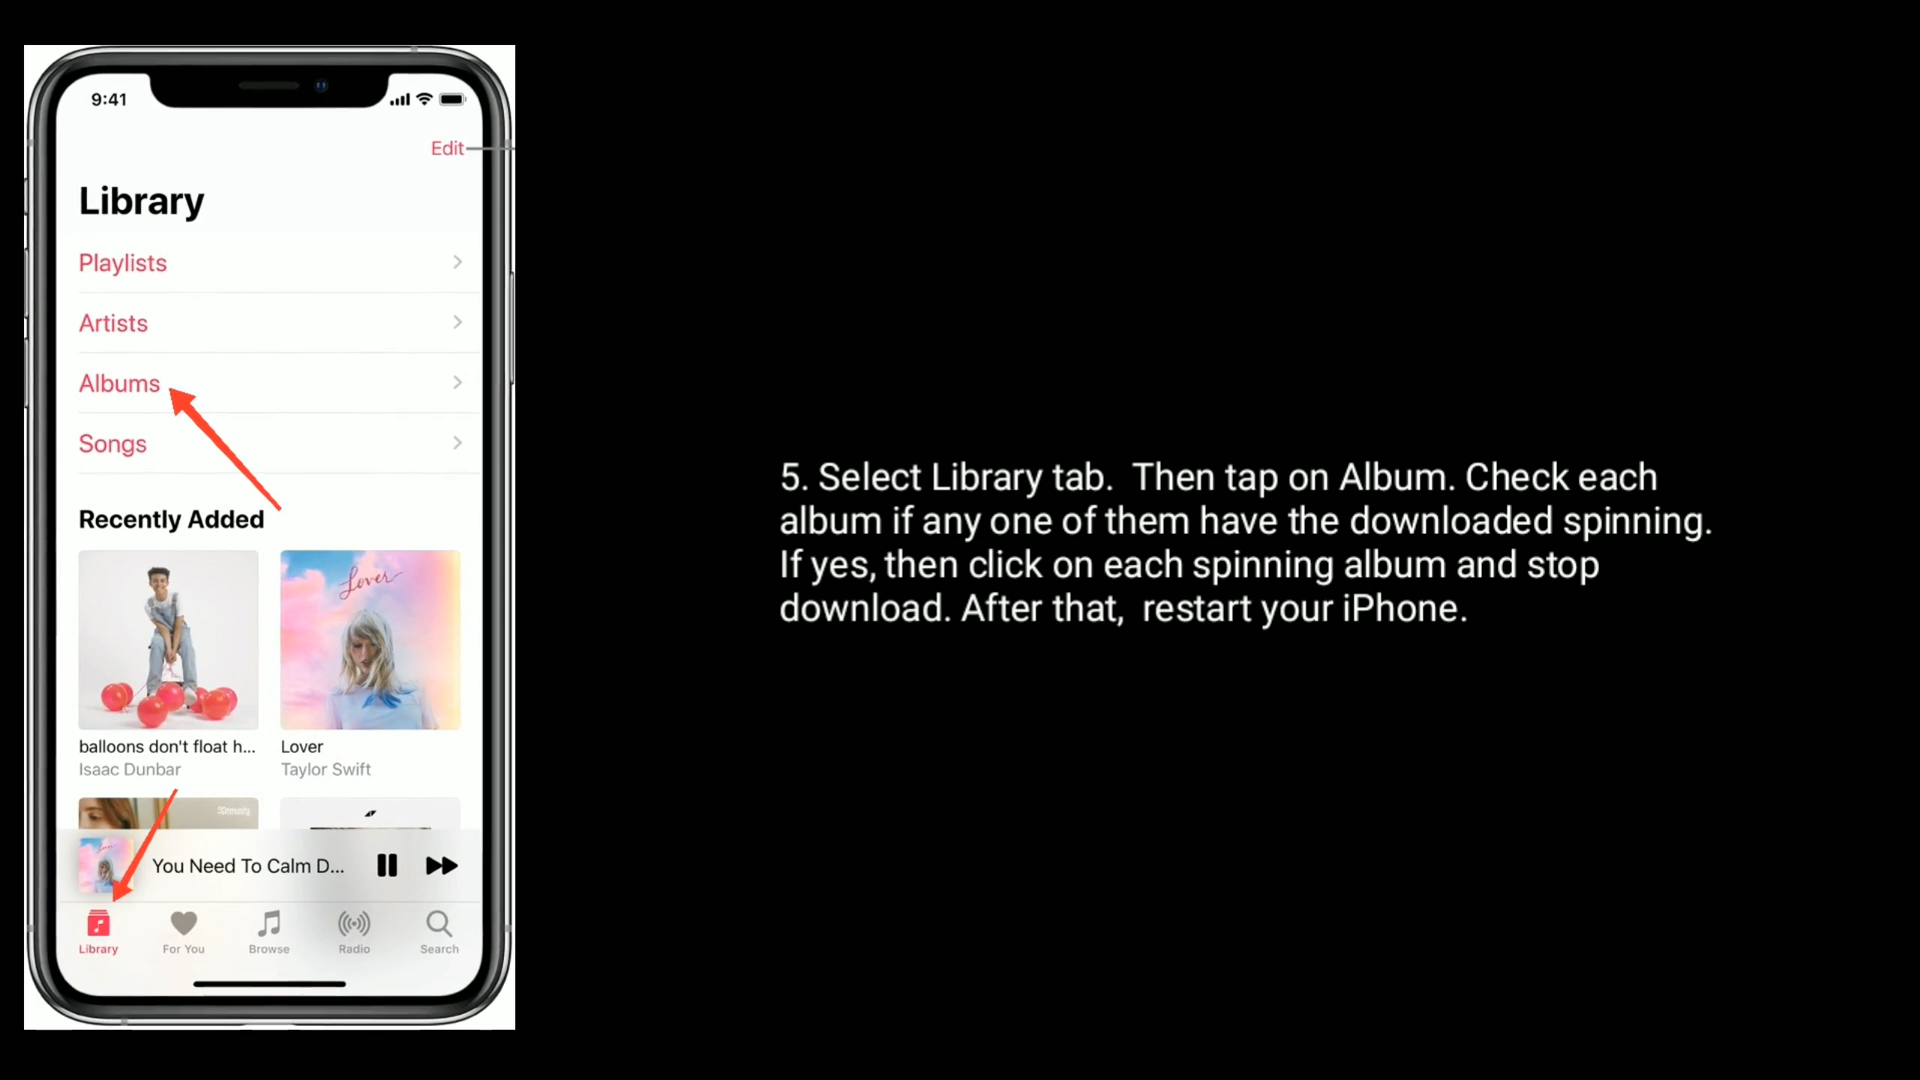 9:41
Edit
Library
Playlists
Artists
Albums
Songs
Recently Added
Lover
balloons don't float h...
Lover
Isaac Dunbar
Taylor Swift
You Need To Calm D...
Library
For You
Browse
Radio
Search
5. Select Library tab.  Then tap on Album. Check each
album if any one of them have the downloaded spinning.
If yes, then click on each spinning album and stop
download. After that,  restart your iPhone.